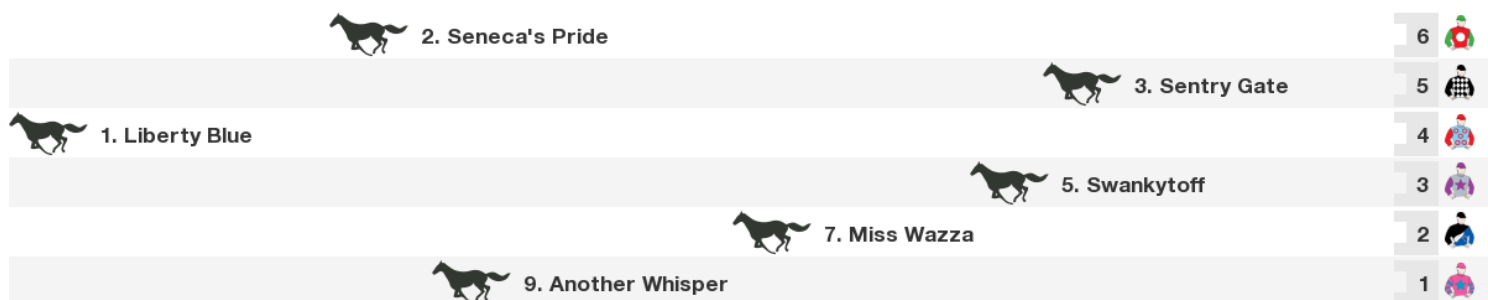 2. Seneca's Pride 6
3. Sentry Gate 5
1. Liberty Blue 4
5. Swankytoff 3
7. Miss Wazza 2
9. Another Whisper 1